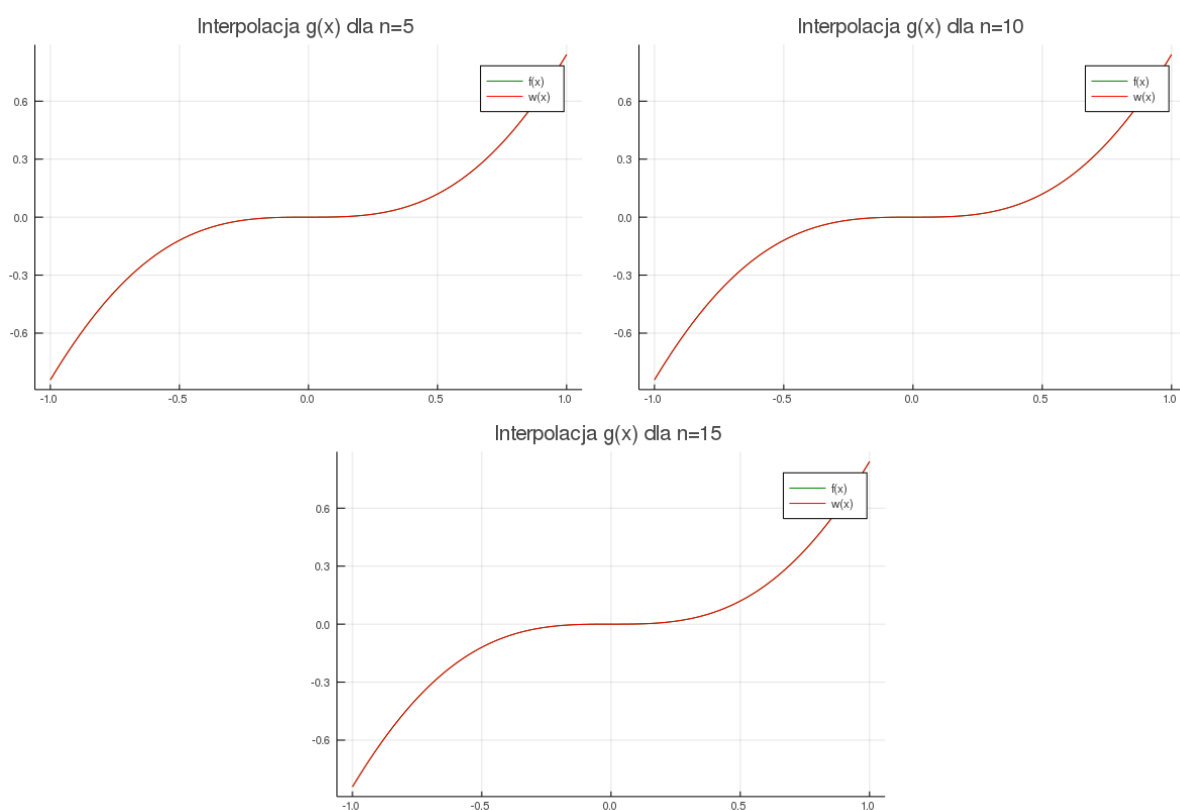 Interpolacja g(x) dla n=5
f(x)
w(x)
0.6
0.3
0.0
-0.3
-0.6
-1.0 -0.5 0.0 0.5 1.0
Interpolacja g(x) dla n=10
f(x)
w(x)
0.6
0.3
0.0
-0.3
-0.6
-1.0 -0.5 0.0 0.5 1.0
Interpolacja g(x) dla n=15
f(x)
w(x)
0.6
0.3
0.0
-0.3
-0.6
-1.0 -0.5 0.0 0.5 1.0